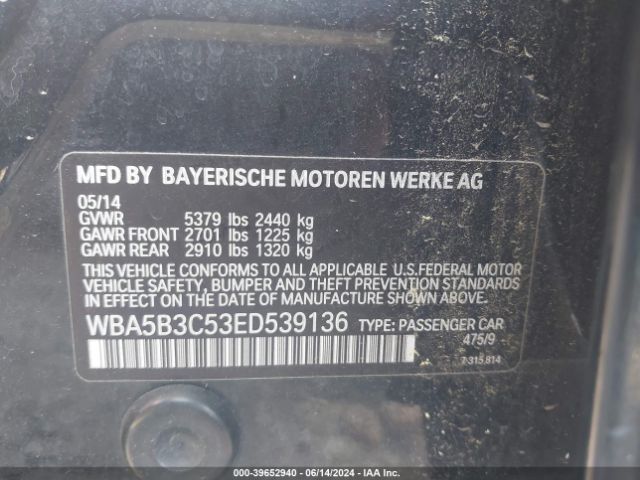 MFD BY BAYERISCHE MOTOREN WERKE AG
05/14
GVWR 5379 lbs 2440 kg
GAWR FRONT 2701 lbs 1225 kg
GAWR REAR 2910 lbs 1320 kg
THIS VEHICLE CONFORMS TO ALL APPLICABLE U.S.FEDERAL MOTOR
VEHICLE SAFETY, BUMPER AND THEFT PREVENTION STANDARDS
IN EFFECT ON THE DATE OF MANUFACTURE SHOWN ABOVE.
WBA5B3C53ED539136 TYPE: PASSENGER CAR
475/9
7 315 814
000-39652940 - 06/14/2024 - IAA Inc.